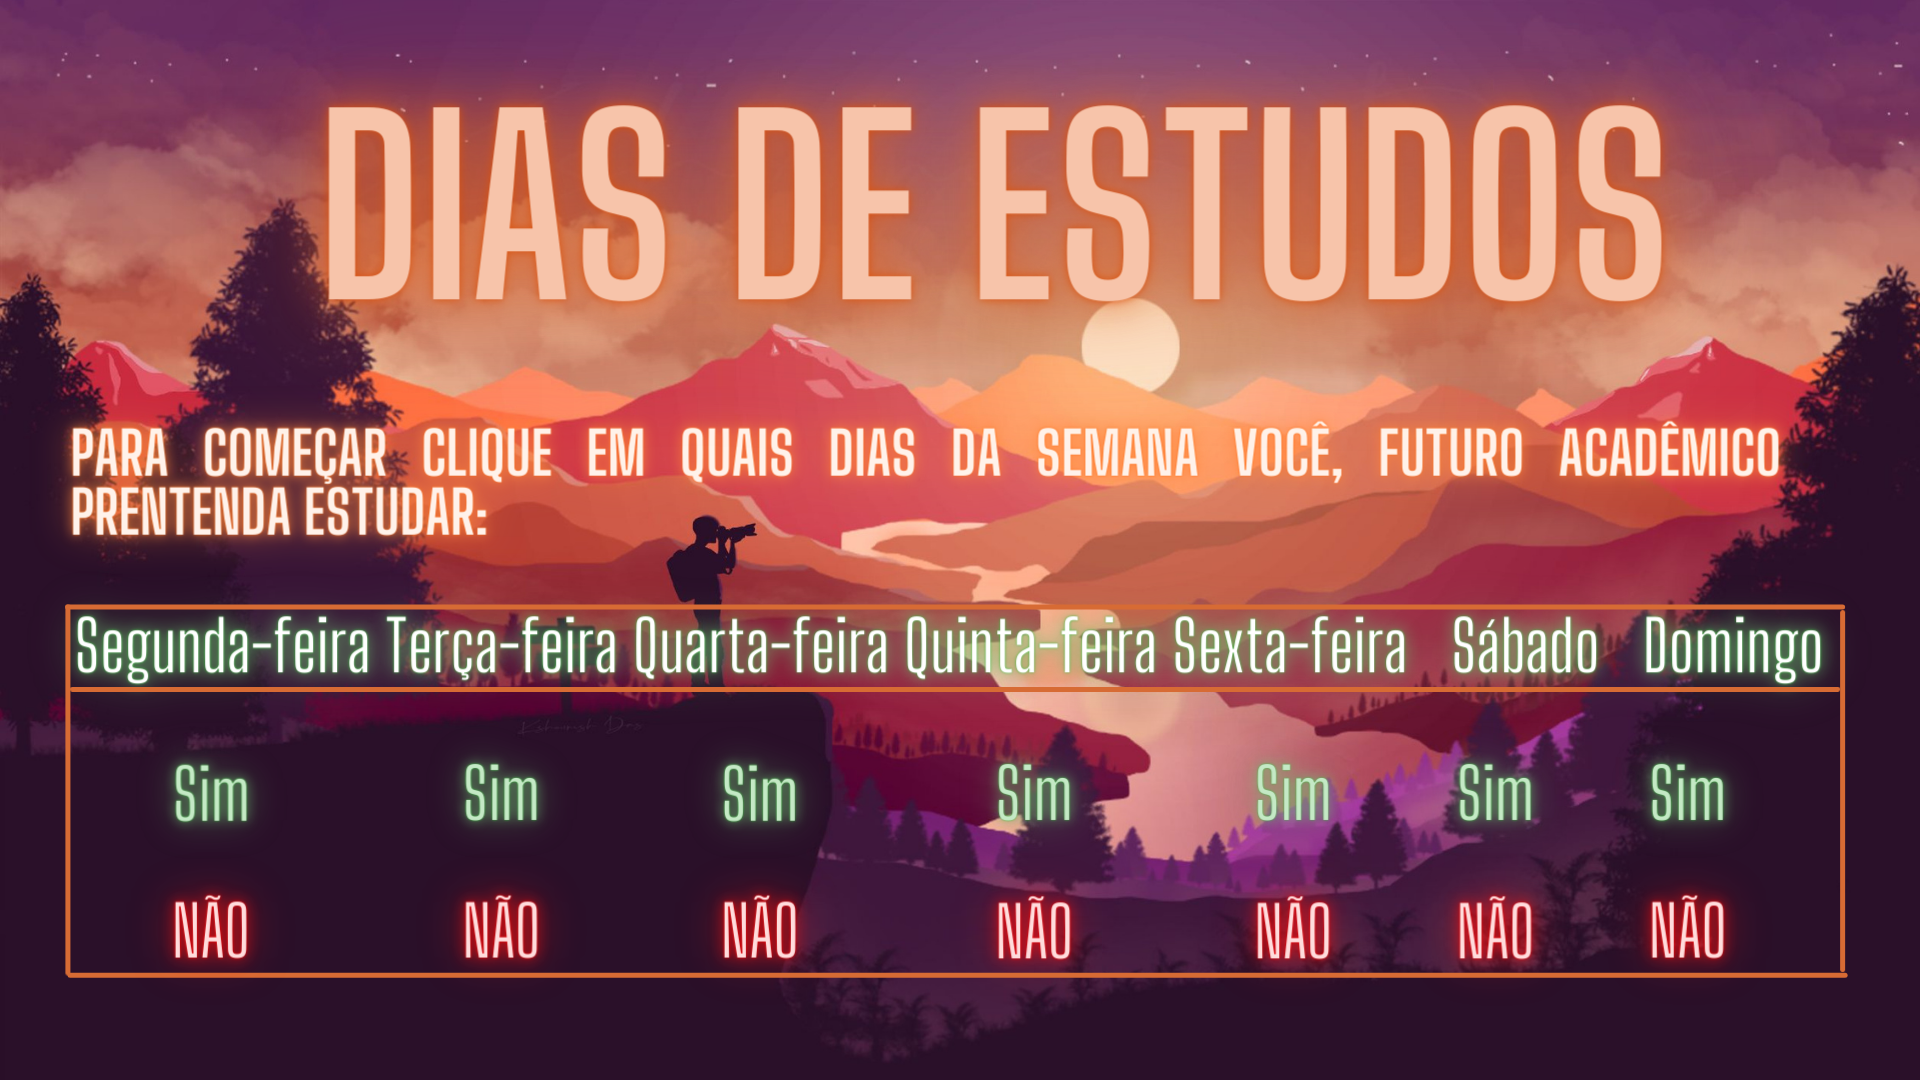 DIAS DE ESTUDOS
PARA COMEÇAR CLIQUE EM QUAIS DIAS DA SEMANA VOCÊ, FUTURO ACADÊMICO
PRENTENDA ESTUDAR:
Segunda-feira Terça-feira Quarta-feira Quinta-feira Sexta-feira Sábado Domingo
Sim Sim Sim Sim Sim Sim Sim
NÃO NÃO NÃO NÃO NÃO NÃO NÃO